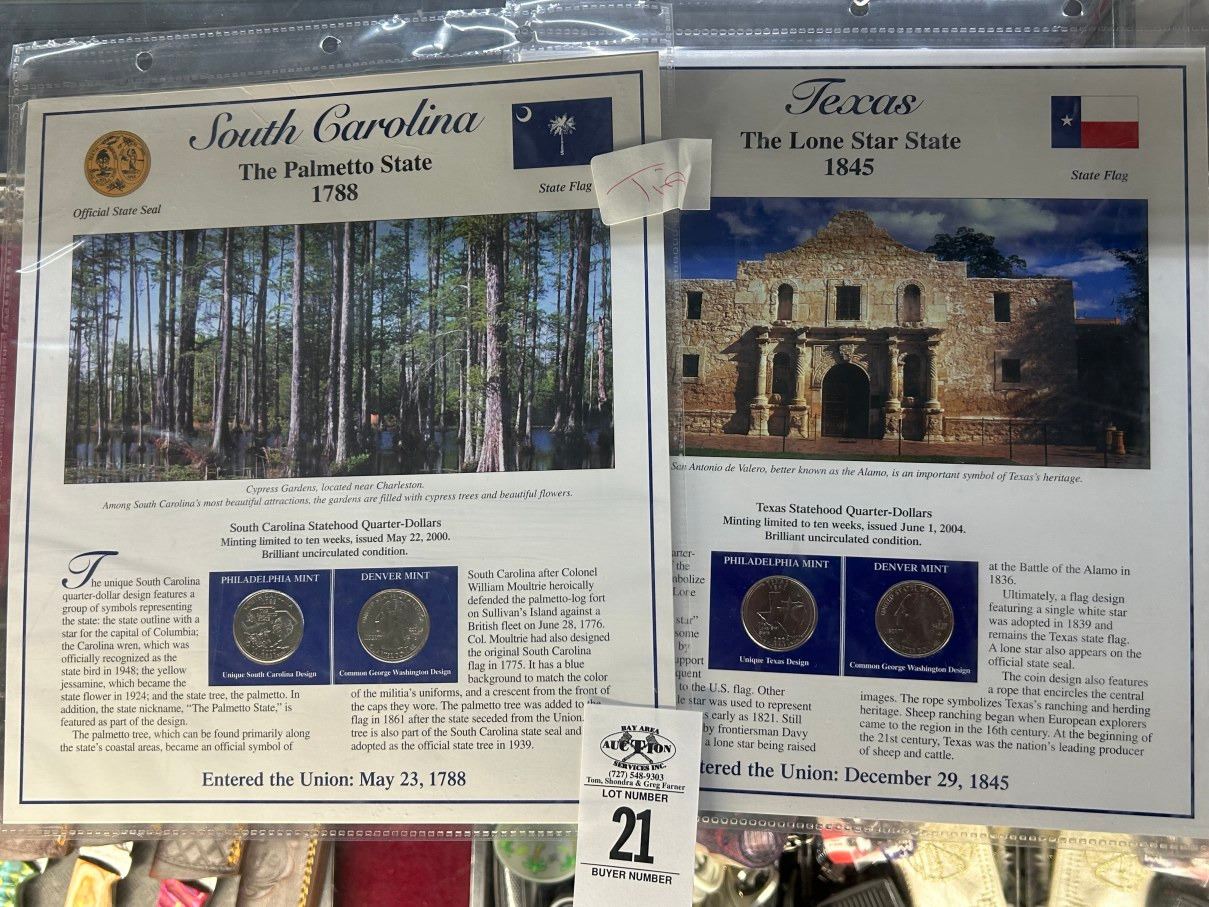 South Carolina
The Palmetto State
1788
Official State Seal
State Flag
Cypress Gardens, located near Charleston.
Among South Carolina's most beautiful attractions, the gardens are filled with cypress trees and beautiful flowers.
South Carolina Statehood Quarter-Dollars
Minting limited to ten weeks, issued May 22, 2000.
Brilliant uncirculated condition.
The unique South Carolina
quarter-dollar design features a
group of symbols representing
the state: the state outline with a
star for the capital of Columbia;
the Carolina wren, which was
officially recognized as the
state bird in 1948; the yellow
jessamine, which became the
state flower in 1924; and the state tree, the palmetto. In
addition, the state nickname, "The Palmetto State," is
featured as part of the design.
The palmetto tree, which can be found primarily along
the state's coastal areas, became an official symbol of
PHILADELPHIA MINT
Unique South Carolina Design
DENVER MINT
Common George Washington Design
South Carolina after Colonel
William Moultrie heroically
defended the palmetto-log fort
on Sullivan's Island against a
British fleet on June 28, 1776.
Col. Moultrie had also designed
the original South Carolina
flag in 1775. It has a blue
background to match the color
of the militia's uniforms, and a crescent from the front of
the caps they wore. The palmetto tree was added to the
flag in 1861 after the state seceded from the Union.
tree is also part of the South Carolina state seal and
adopted as the official state tree in 1939.
Entered the Union: May 23, 1788
Tina
Texas
The Lone Star State
1845
State Flag
San Antonio de Valero, better known as the Alamo, is an important symbol of Texas's heritage.
Texas Statehood Quarter-Dollars
Minting limited to ten weeks, issued June 1, 2004.
Brilliant uncirculated condition.
arter-
the
nbolize
Lore
star"
some
by
upport
quent
to the U.S. flag. Other
le star was used to represent
s early as 1821. Still
by frontiersman Davy
a lone star being raised
PHILADELPHIA MINT
Unique Texas Design
DENVER MINT
Common George Washington Design
at the Battle of the Alamo in
1836.
Ultimately, a flag design
featuring a single white star
was adopted in 1839 and
remains the Texas state flag.
A lone star also appears on the
official state seal.
The coin design also features
a rope that encircles the central
images. The rope symbolizes Texas's ranching and herding
heritage. Sheep ranching began when European explorers
came to the region in the 16th century. At the beginning of
the 21st century, Texas was the nation's leading producer
of sheep and cattle.
tered the Union: December 29, 1845
BAY AREA
AUCTION
SERVICES INC.
(727) 548-9303
Tom, Shondra & Greg Farner
LOT NUMBER
21
BUYER NUMBER